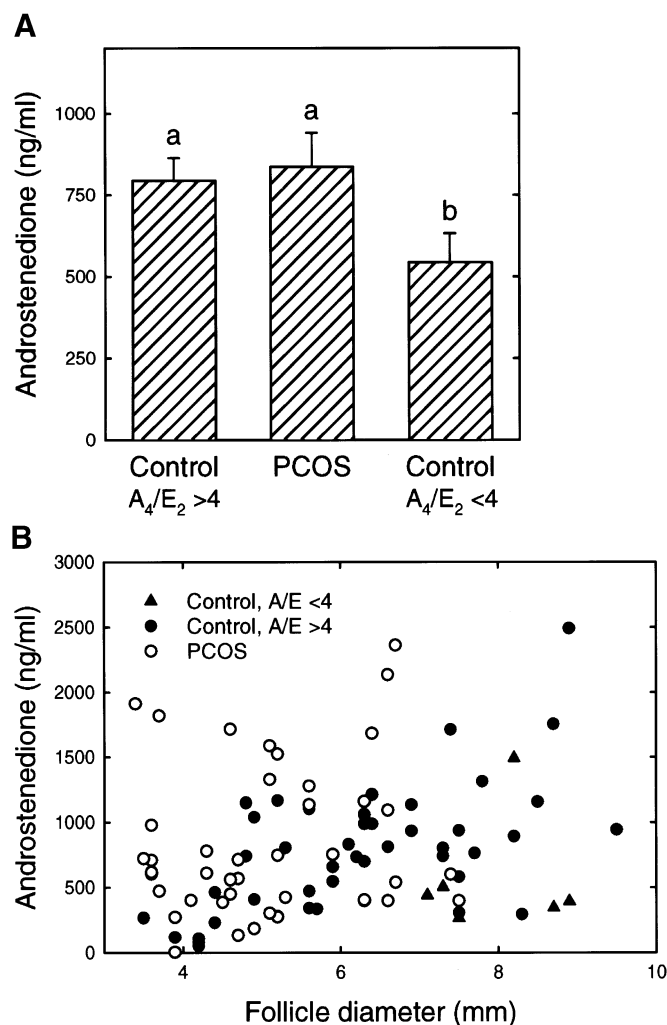 A
Androstenedione (ng/ml)
1000
750
500
250
0
a
a
b
Control
A4/E2 >4
PCOS
Control
A4/E2 <4
B
Androstenedione (ng/ml)
3000
2500
2000
1500
1000
500
0
Control, A/E <4
Control, A/E >4
PCOS
4
6
8
10
Follicle diameter (mm)